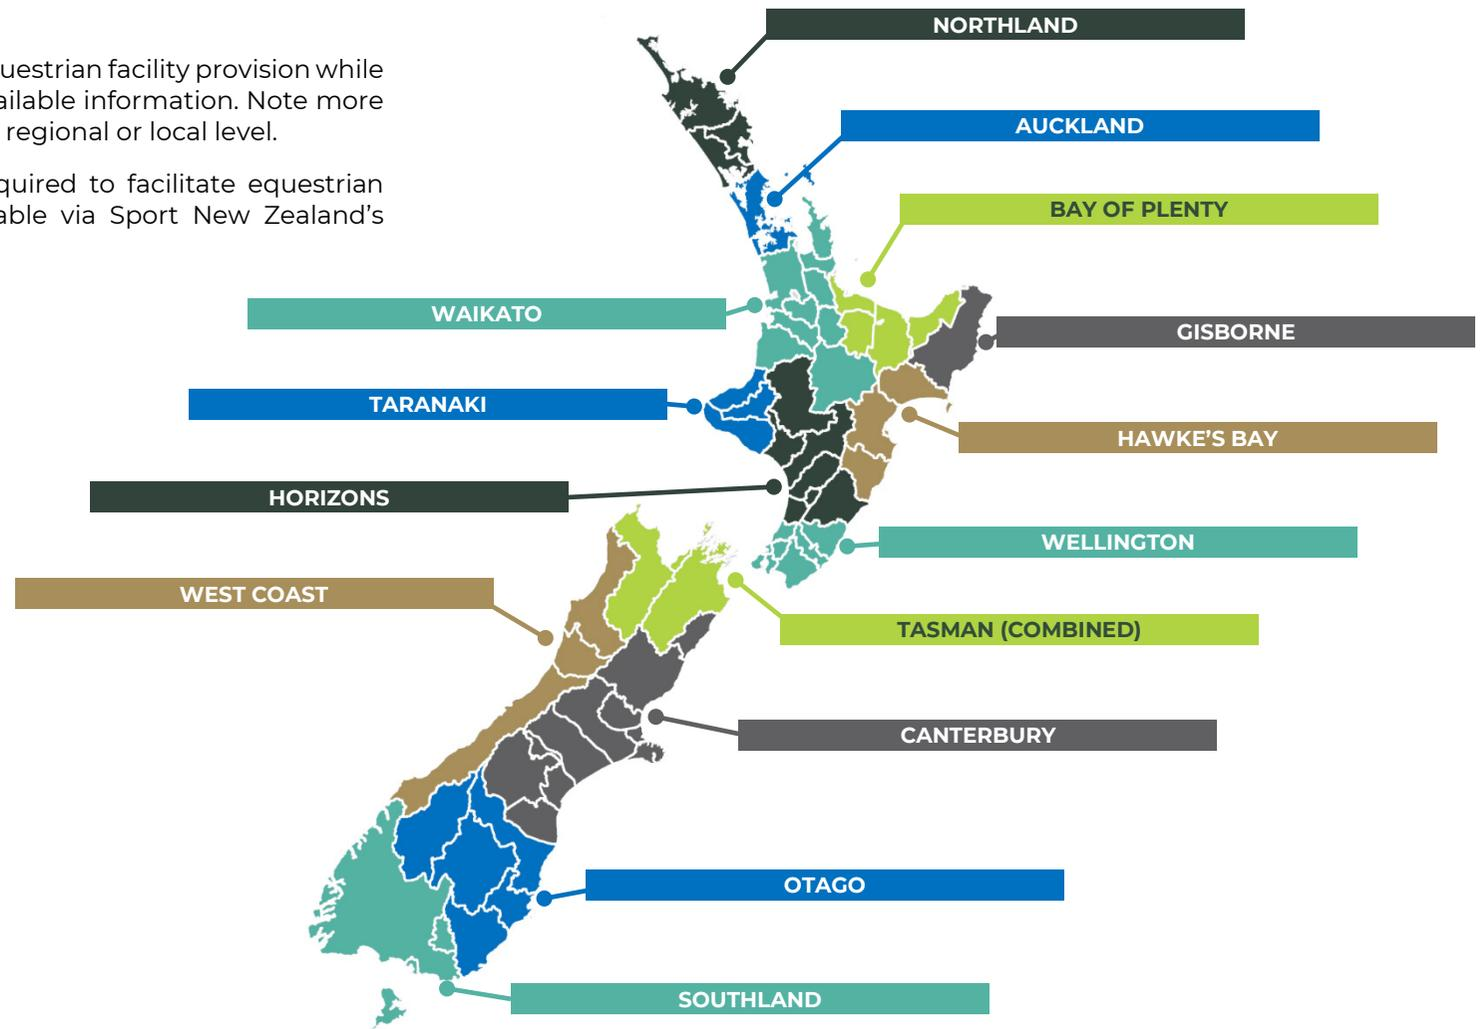 uestrian facility provision while
ailable information. Note more
regional or local level.
quired to facilitate equestrian
able via Sport New Zealand’s
NORTHLAND
AUCKLAND
BAY OF PLENTY
WAIKATO
GISBORNE
TARANAKI
HAWKE’S BAY
HORIZONS
WELLINGTON
WEST COAST
TASMAN (COMBINED)
CANTERBURY
OTAGO
SOUTHLAND